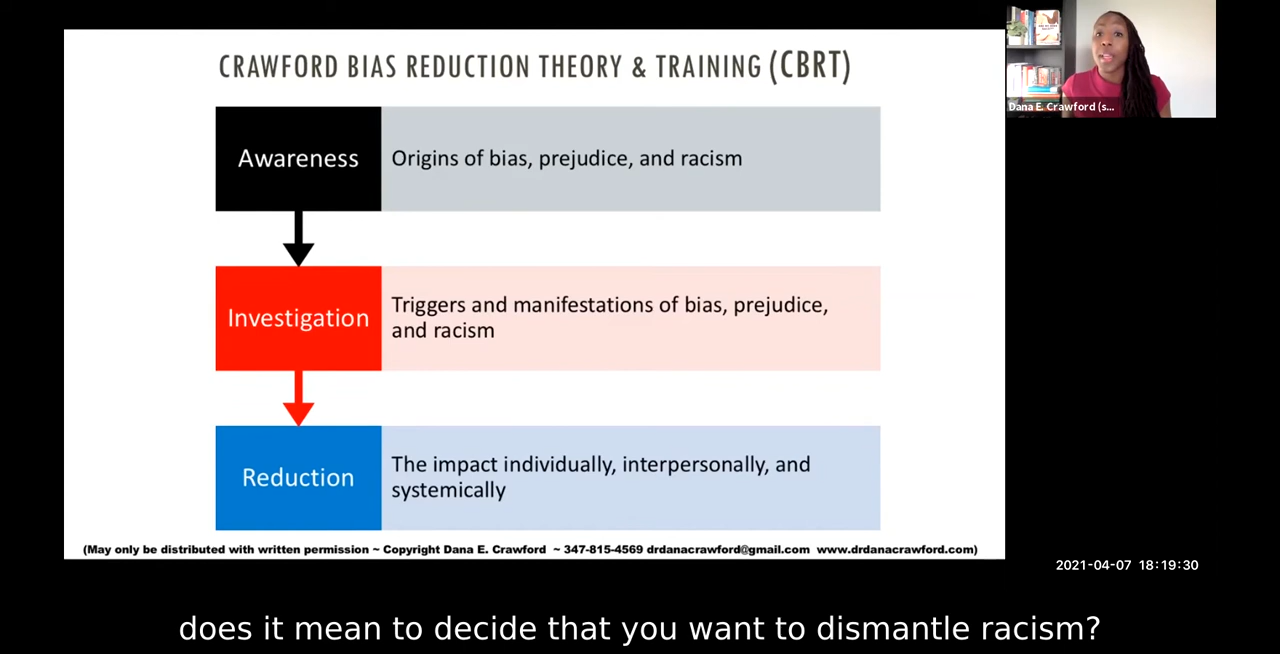 CRAWFORD BIAS REDUCTION THEORY & TRAINING (CBRT)
Dana E. Crawford (s...
Awareness
Origins of bias, prejudice, and racism
Investigation
Triggers and manifestations of bias, prejudice,
and racism
Reduction
The impact individually, interpersonally, and
systemically
(May only be distributed with written permission ~ Copyright Dana E. Crawford ~ 347-815-4569 drdanacrawford@gmail.com www.drdanacrawford.com)
2021-04-07 18:19:30
does it mean to decide that you want to dismantle racism?